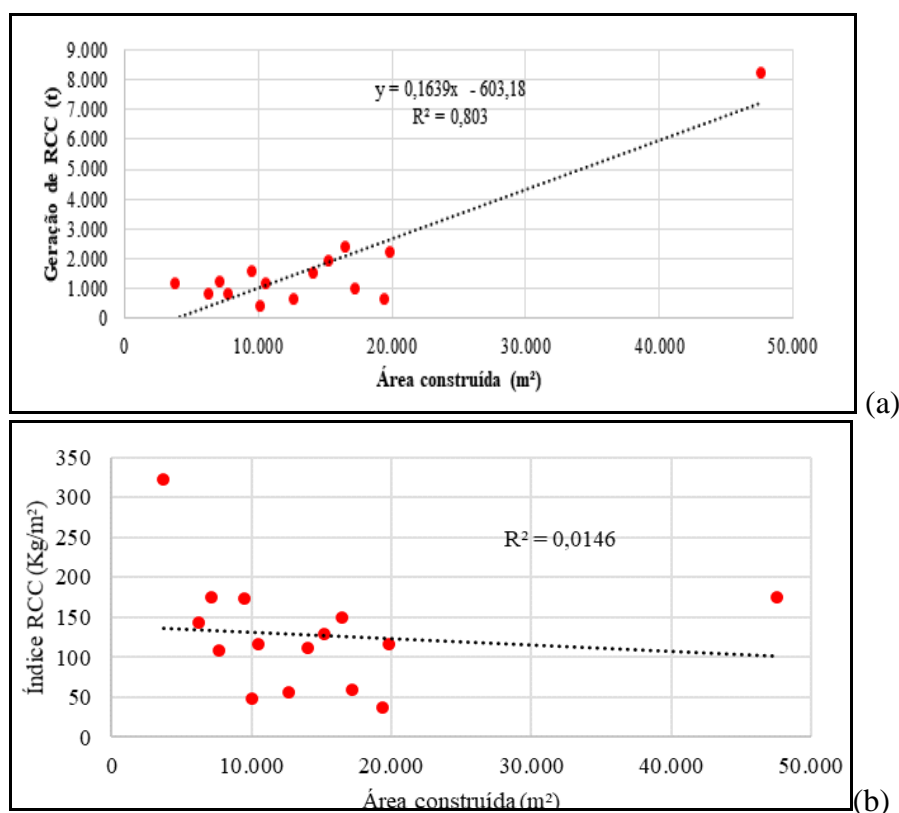 9.000
8.000
7.000
6.000
5.000
4.000
3.000
2.000
1.000
0
Geração de RCC (t)
y = 0,1639x - 603,18
R² = 0,803
0 10.000 20.000 30.000 40.000 50.000
Área construída (m²)
(a)
350
300
250
200
150
100
50
0
Índice RCC (Kg/m²)
R² = 0,0146
0 10.000 20.000 30.000 40.000 50.000
Área construída (m²)
(b)